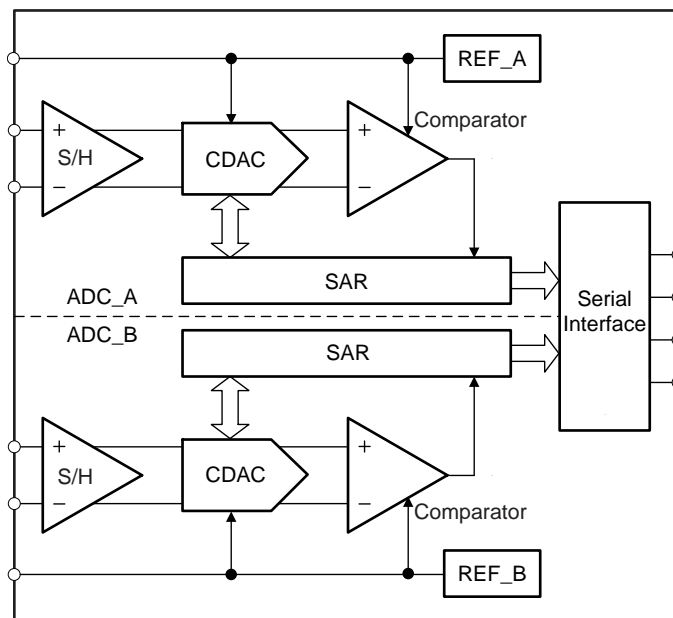 REF_A
Comparator
+
S/H
−
CDAC
+
−
SAR
ADC_A
ADC_B
SAR
Serial
Interface
+
S/H
−
CDAC
+
−
Comparator
REF_B